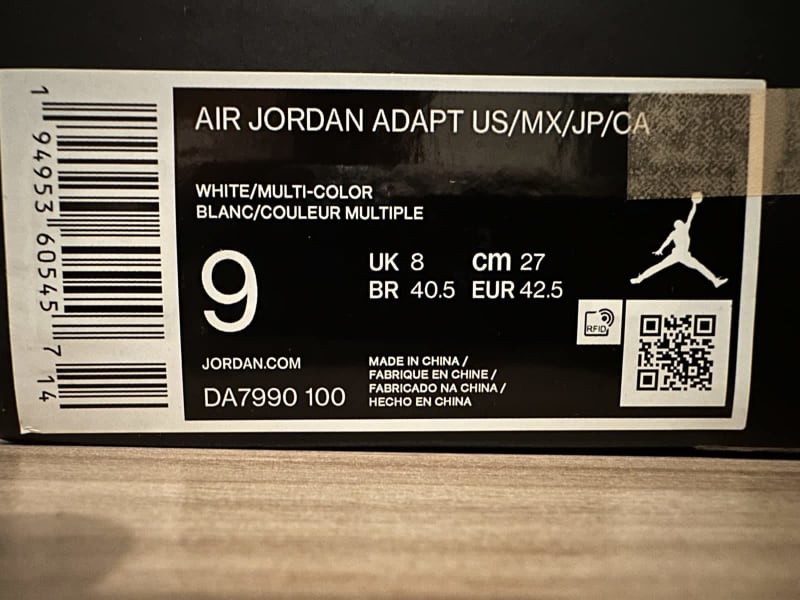 AIR JORDAN ADAPT US/MX/JP/CA
WHITE/MULTI-COLOR
BLANC/COULEUR MULTIPLE
9
UK 8 cm 27
BR 40.5 EUR 42.5
RFID
JORDAN.COM
DA7990 100
MADE IN CHINA /
FABRIQUE EN CHINE /
FABRICADO NA CHINA /
HECHO EN CHINA
1 94953 60545 7 14